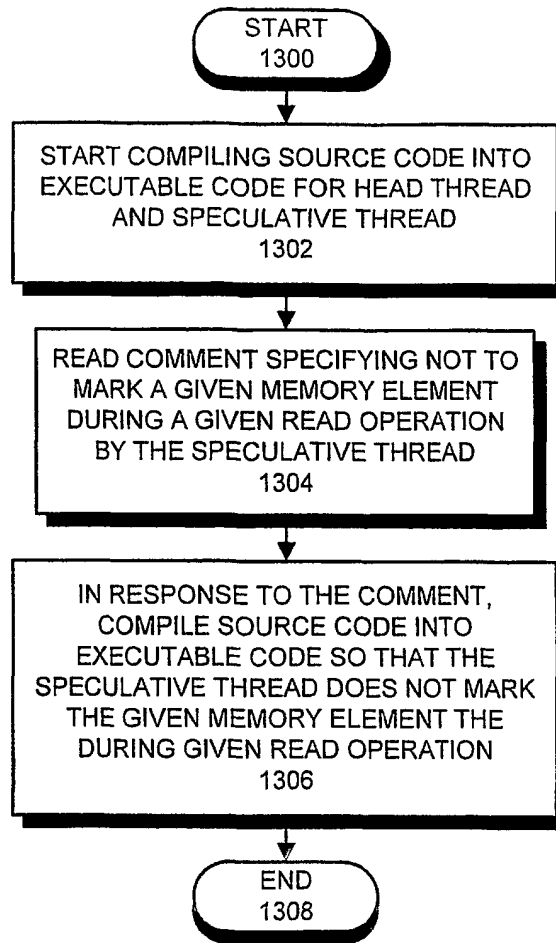 START
1300
START COMPILING SOURCE CODE INTO
EXECUTABLE CODE FOR HEAD THREAD
AND SPECULATIVE THREAD
1302
READ COMMENT SPECIFYING NOT TO
MARK A GIVEN MEMORY ELEMENT
DURING A GIVEN READ OPERATION
BY THE SPECULATIVE THREAD
1304
IN RESPONSE TO THE COMMENT,
COMPILE SOURCE CODE INTO
EXECUTABLE CODE SO THAT THE
SPECULATIVE THREAD DOES NOT MARK
THE GIVEN MEMORY ELEMENT THE
DURING GIVEN READ OPERATION
1306
END
1308